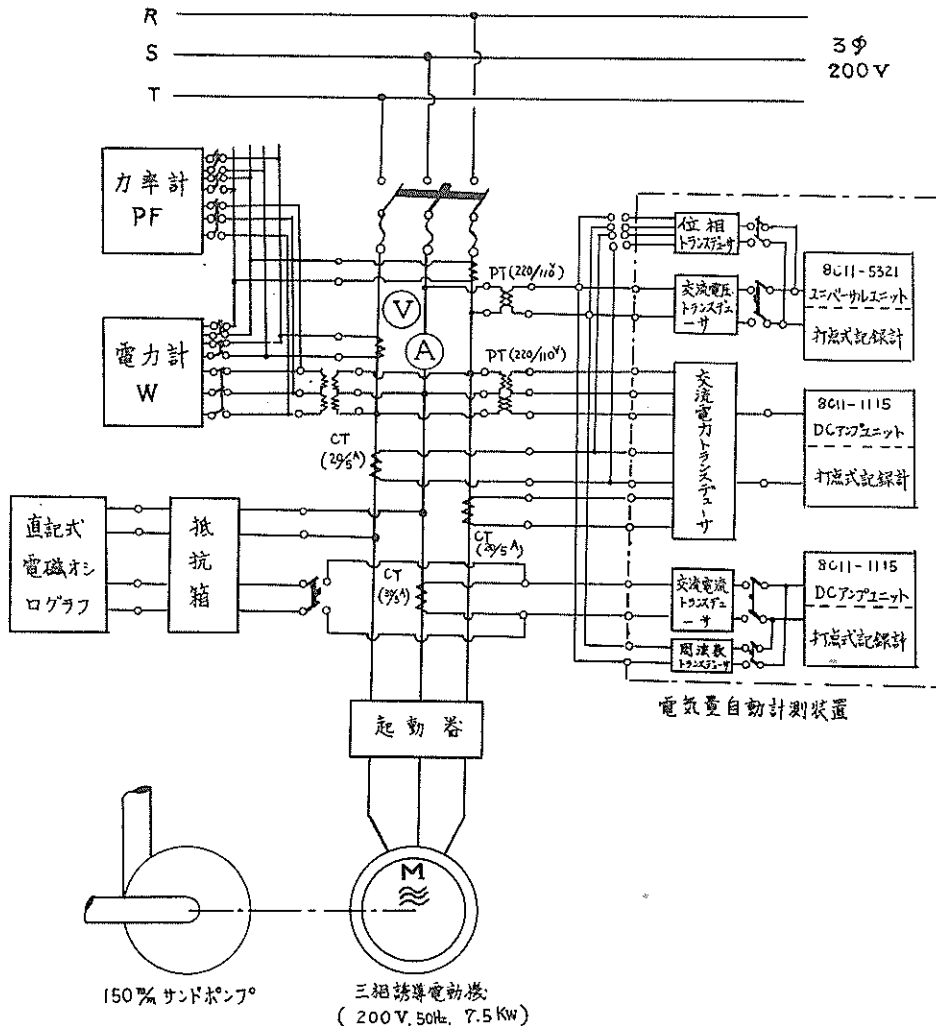 R
S
T
3φ
200V
力率計
PF
電力計
W
PT(220/110V)
V
A
PT(220/110V)
CT
(20/5A)
CT
(20/5A)
CT
直記式
電磁オシ
ログラフ
抵
抗
箱
位相
トランスデューサ
交流電圧
トランスデュ
ーサ
交流電力トランスデューサ
交流電流
トランスデュ
ーサ
周波数
トランスデューサ
8C11-5321
ユニバーサルユニット
打点式記録計
8C11-1115
DCアンプユニット
打点式記録計
8C11-1115
DCアンプユニット
打点式記録計
電気量自動計測装置
起動器
M
150m/m サンドポンプ
三相誘導電動機
(200V, 50Hz, 7.5KW)